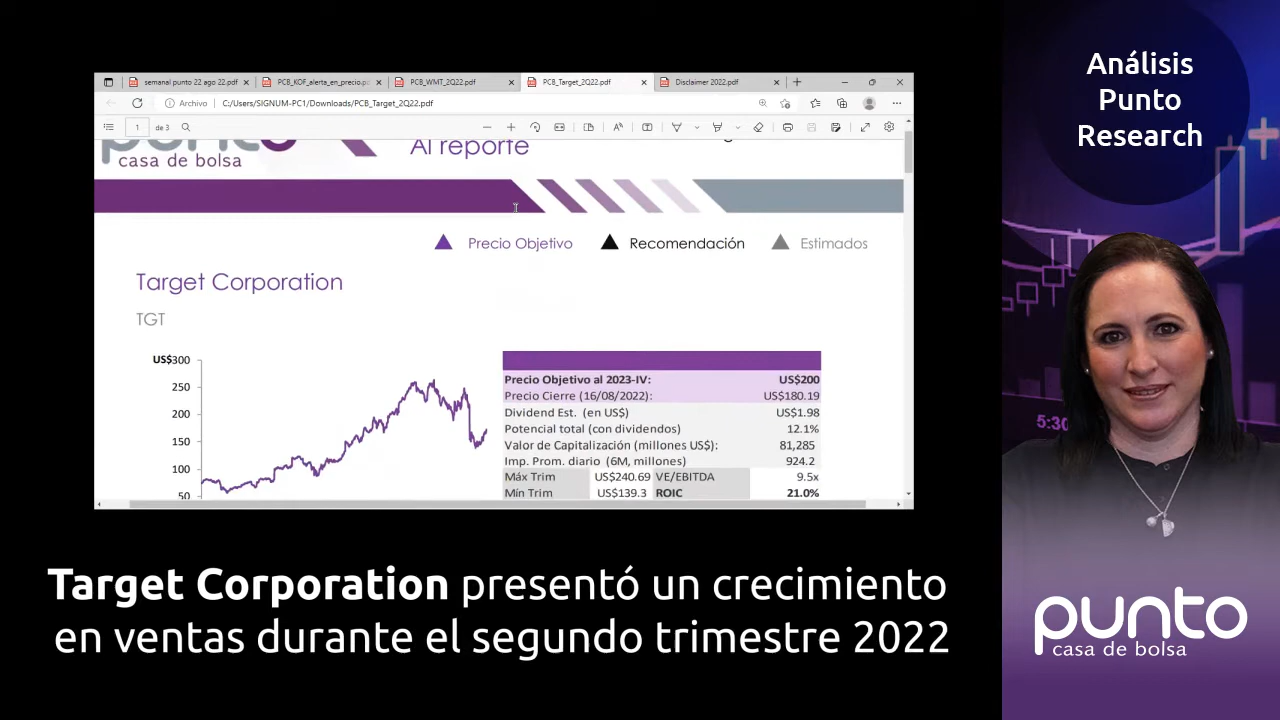 semanal punto 22 ago 22.pdf
PCB_KOF_alerta_en_precio.p
PCB_WMT_2Q22.pdf
PCB_Target_2Q22.pdf
Disclaimer 2022.pdf
Archivo
C:/Users/SIGNUM-PC1/Downloads/PCB_Target_2Q22.pdf
1 de 3
punto
casa de bolsa
Al reporte
Precio Objetivo
Recomendación
Estimados
Target Corporation
TGT
US$300
250
200
150
100
50
Precio Objetivo al 2023-IV: US$200
Precio Cierre (16/08/2022): US$180.19
Dividend Est. (en US$) US$1.98
Potencial total (con dividendos) 12.1%
Valor de Capitalización (millones US$): 81,285
Imp. Prom. diario (6M, millones) 924.2
Máx Trim US$240.69 VE/EBITDA 9.5x
Mín Trim US$139.3 ROIC 21.0%
Target Corporation presentó un crecimiento
en ventas durante el segundo trimestre 2022
Análisis
Punto
Research
5:30
punto
casa de bolsa